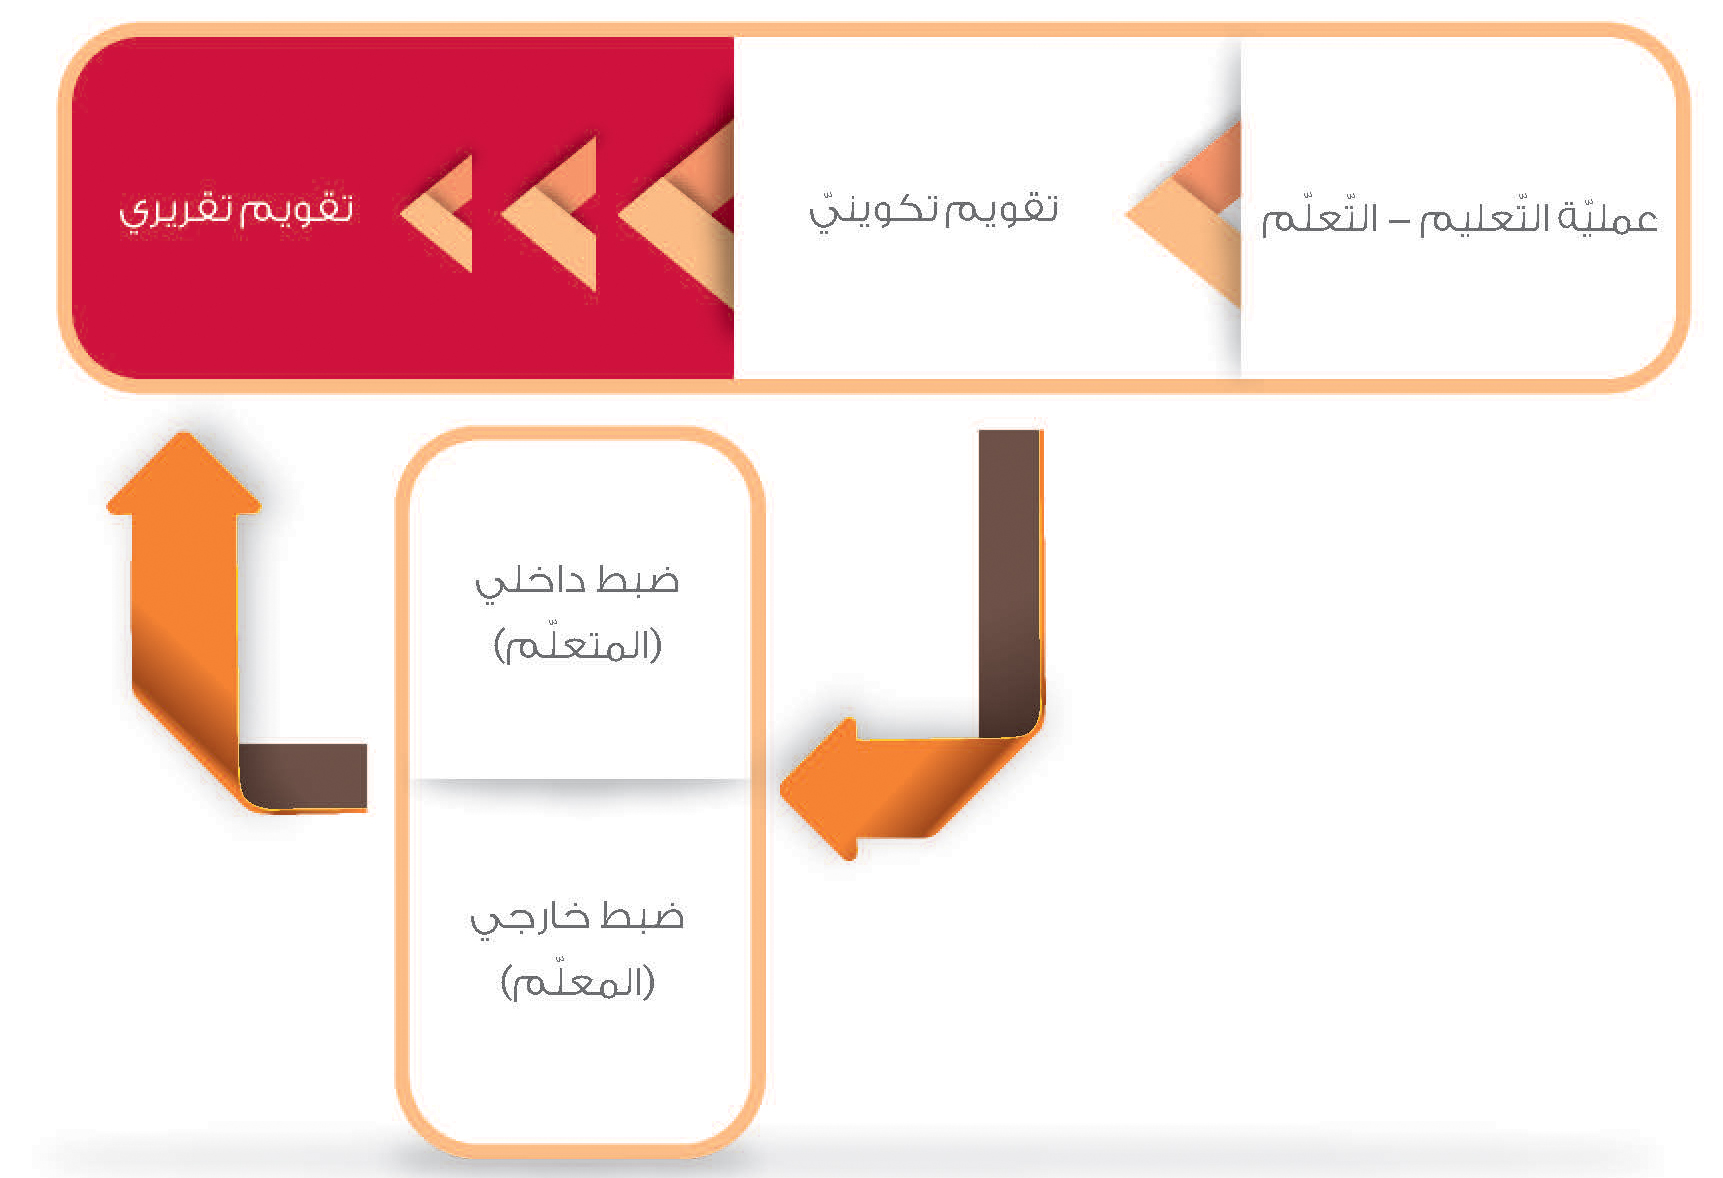 عمليّة التّعليم – التّعلّم
تقويم تكوينيّ
تقويم تقريري
ضبط داخلي
(المتعلّم)
ضبط خارجي
(المعلّم)